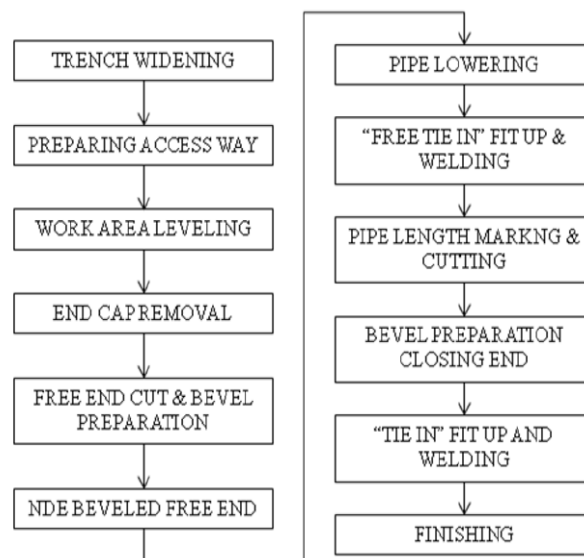 TRENCH WIDENING
PREPARING ACCESS WAY
WORK AREA LEVELING
END CAP REMOVAL
FREE END CUT & BEVEL
PREPARATION
NDE BEVELED FREE END
PIPE LOWERING
“FREE TIE IN” FIT UP &
WELDING
PIPE LENGTH MARKNG &
CUTTING
BEVEL PREPARATION
CLOSING END
“TIE IN” FIT UP AND
WELDING
FINISHING